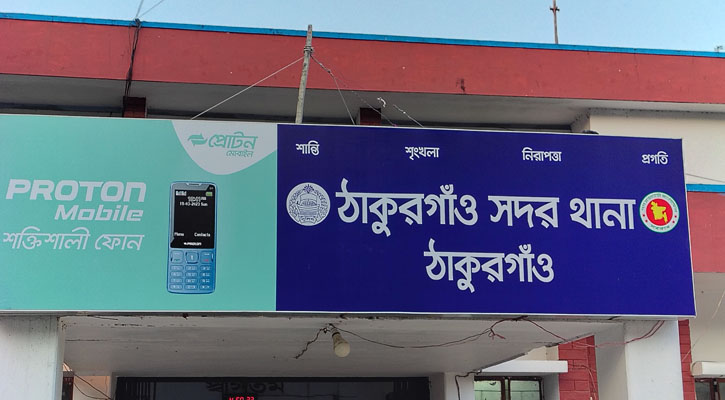 প্রোটন
মোবাইল
PROTON
Mobile
শক্তিশালী ফোন
শান্তি শৃংখলা নিরাপত্তা প্রগতি
ঠাকুরগাঁও সদর থানা
ঠাকুরগাঁও